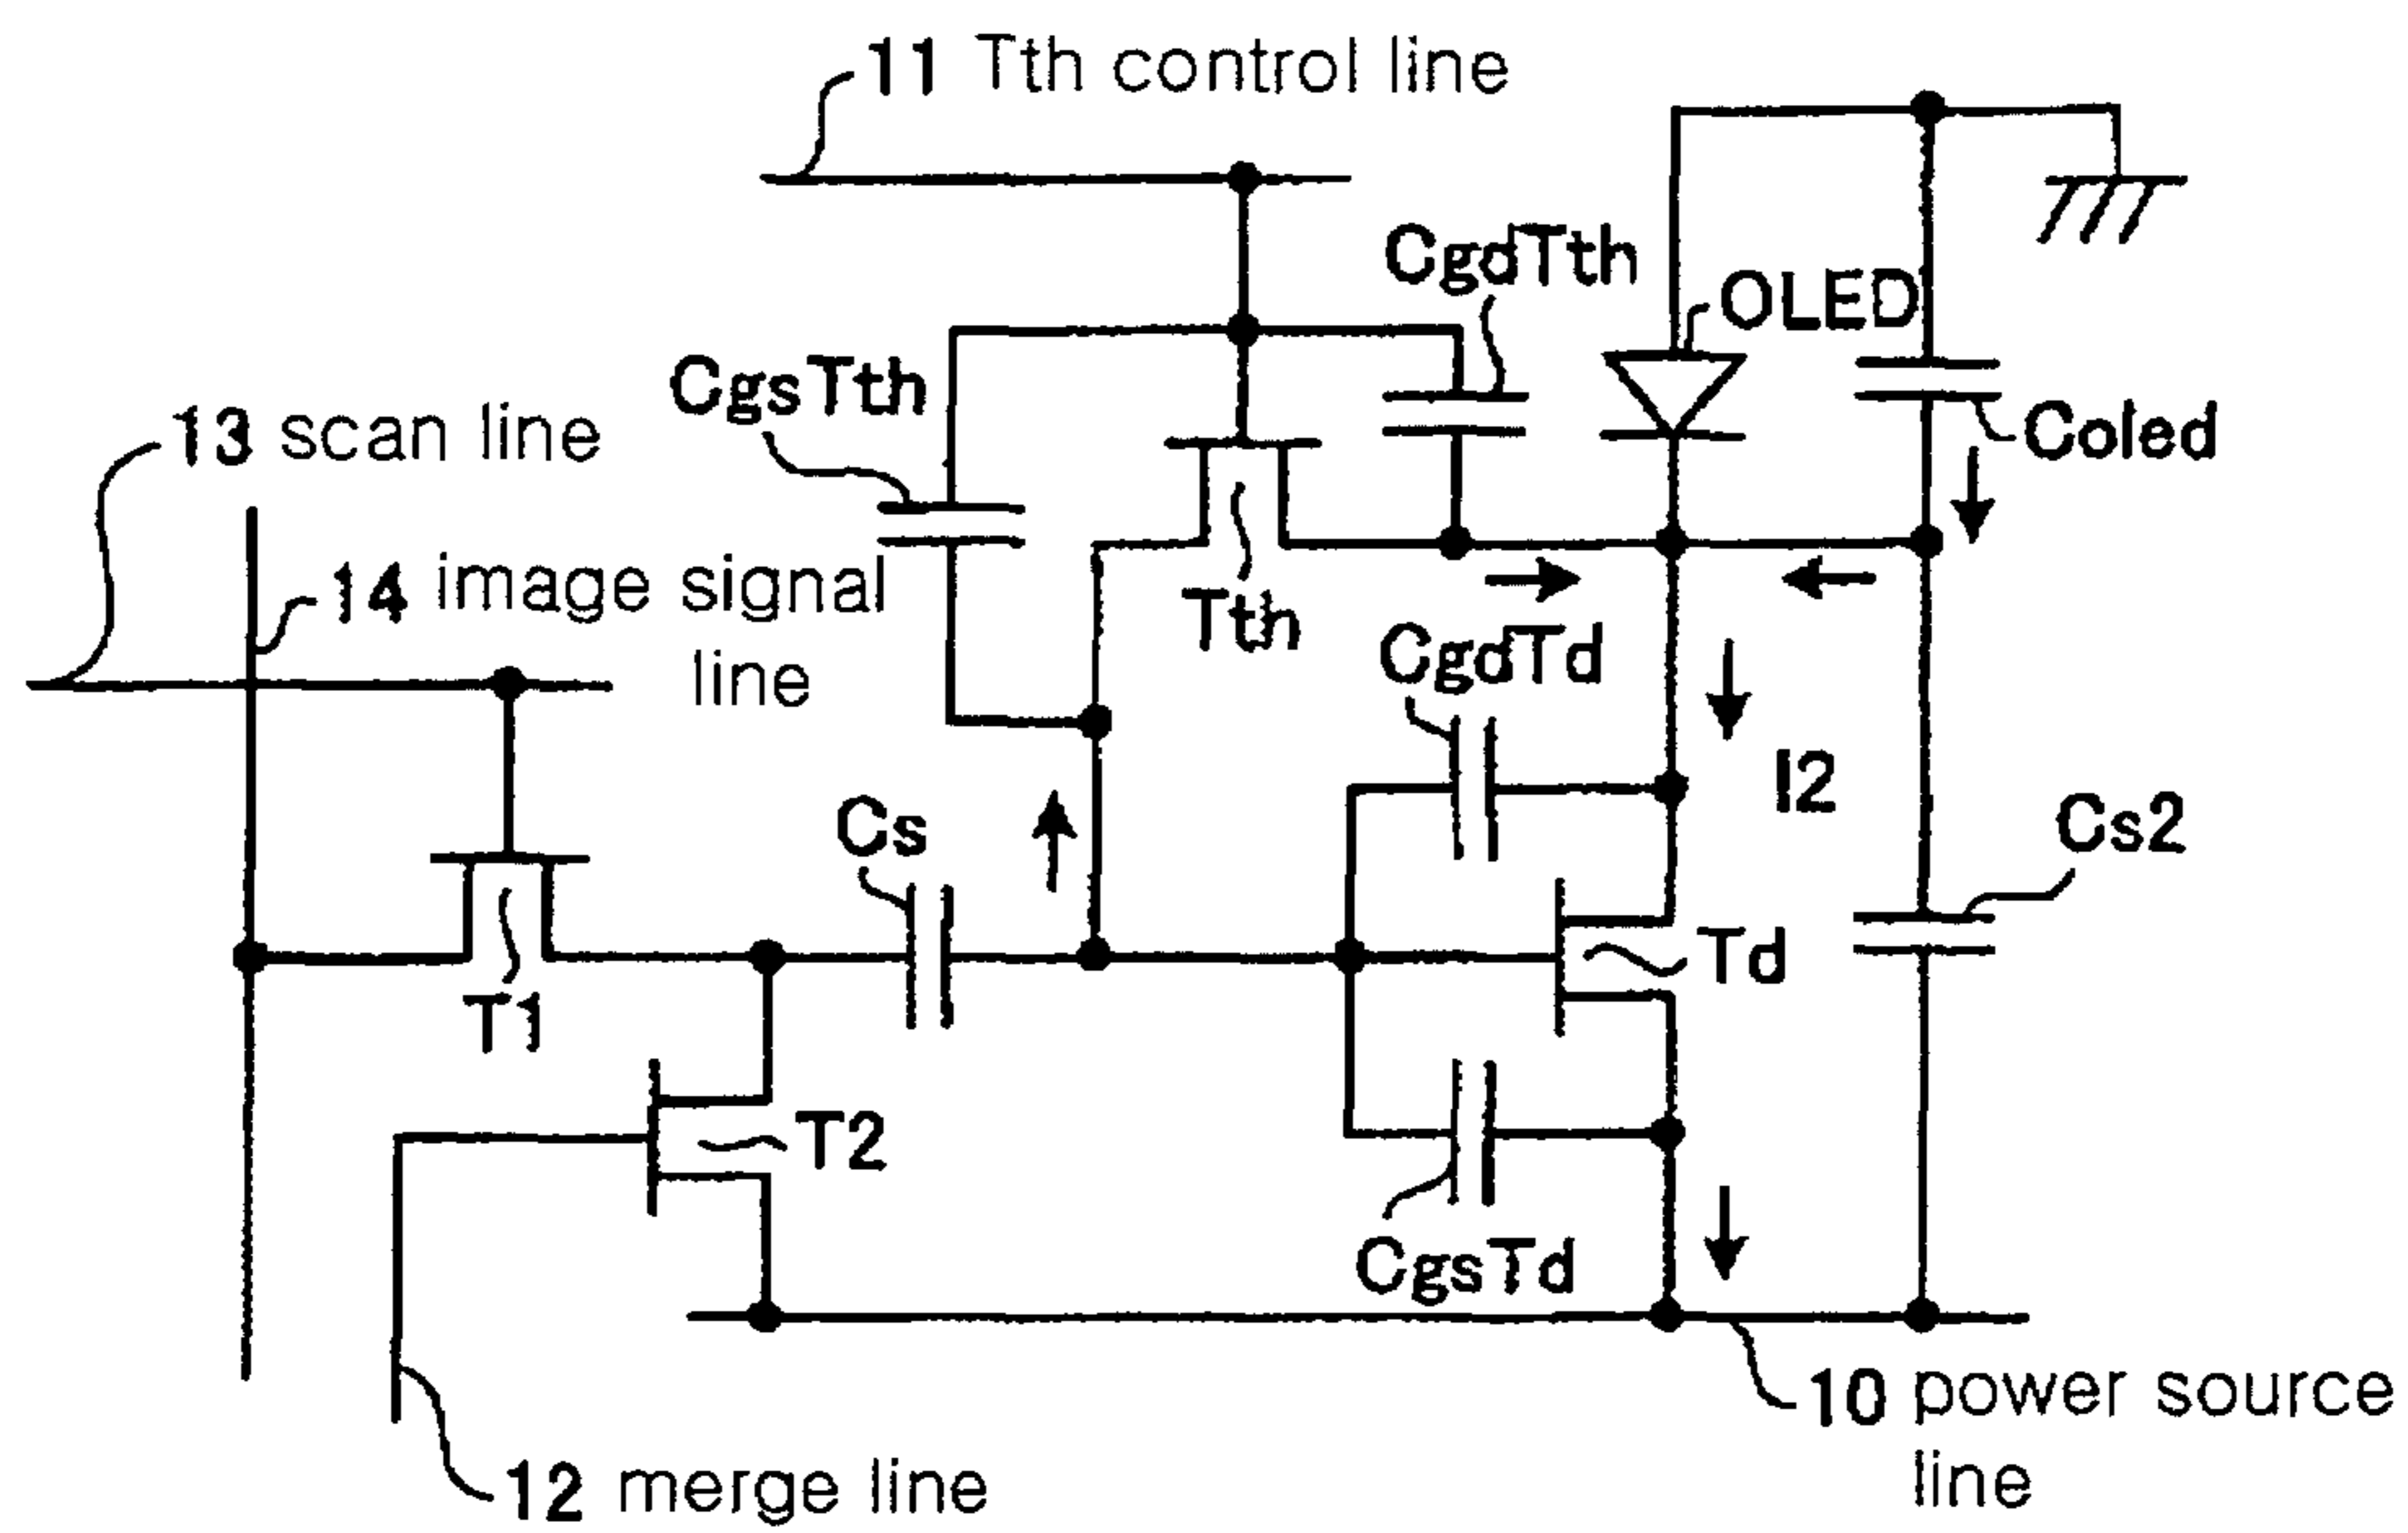 11 Tth control line
CgdTth
OLED
CgsTth
13 scan line
Coled
14 image signal
line
Tth
CgdTd
I2
Cs
Cs2
Td
T1
T2
CgsTd
10 power source
line
12 merge line